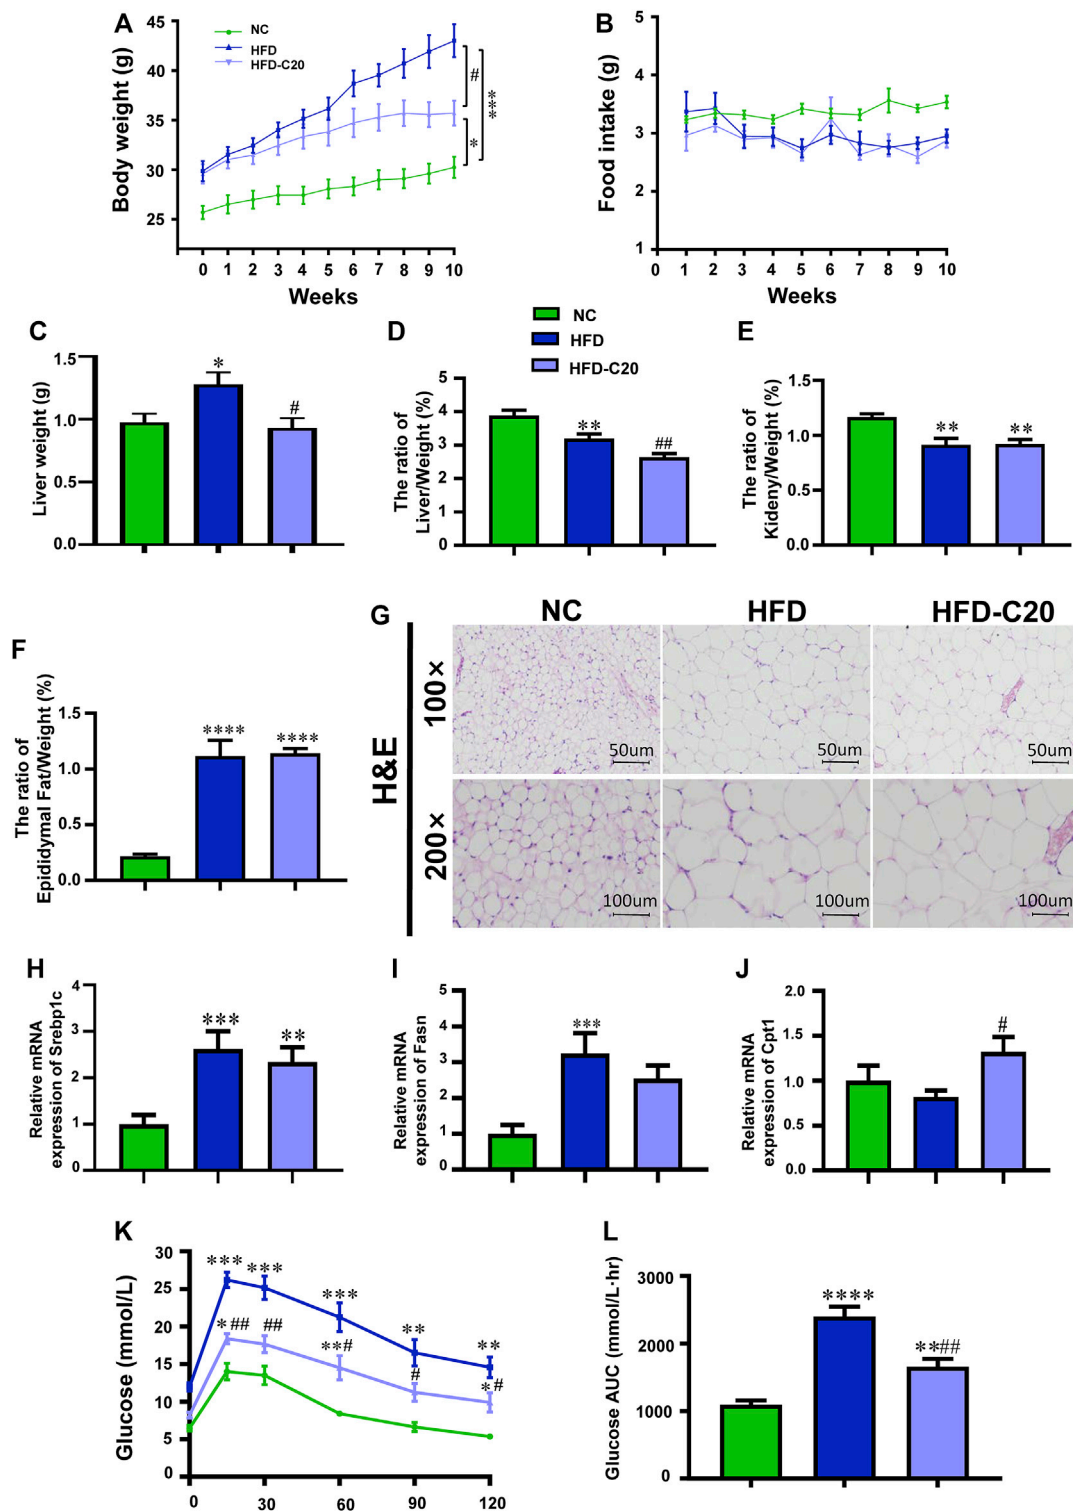 A
Body weight (g)
45
40
35
30
25
NC
HFD
HFD-C20
#
***
*
0 1 2 3 4 5 6 7 8 9 10
Weeks
B
Food intake (g)
5
4
3
2
1
0 1 2 3 4 5 6 7 8 9 10
Weeks
NC
HFD
HFD-C20
C
Liver weight (g)
1.5
1.0
0.5
0.0
*
#
D
The ratio of
Liver/Weight (%)
5
4
3
2
1
0
**
##
E
The ratio of
Kideny/Weight (%)
1.5
1.0
0.5
0.0
**
**
F
The ratio of
Epididymal Fat/Weight (%)
1.5
1.0
0.5
0.0
****
****
G
NC HFD HFD-C20
H&E
100×
50um 50um 50um
200×
100um 100um 100um
H
Relative mRNA
expression of Srebp1c
4
3
2
1
0
***
**
I
Relative mRNA
expression of Fasn
5
4
3
2
1
0
***
J
Relative mRNA
expression of Cpt1
2.0
1.5
1.0
0.5
0.0
#
K
Glucose (mmol/L)
30
25
20
15
10
5
0
*** *** *** ** **
*## ## **# # *#
0 30 60 90 120
L
Glucose AUC (mmol/L·hr)
3000
2000
1000
0
****
**##